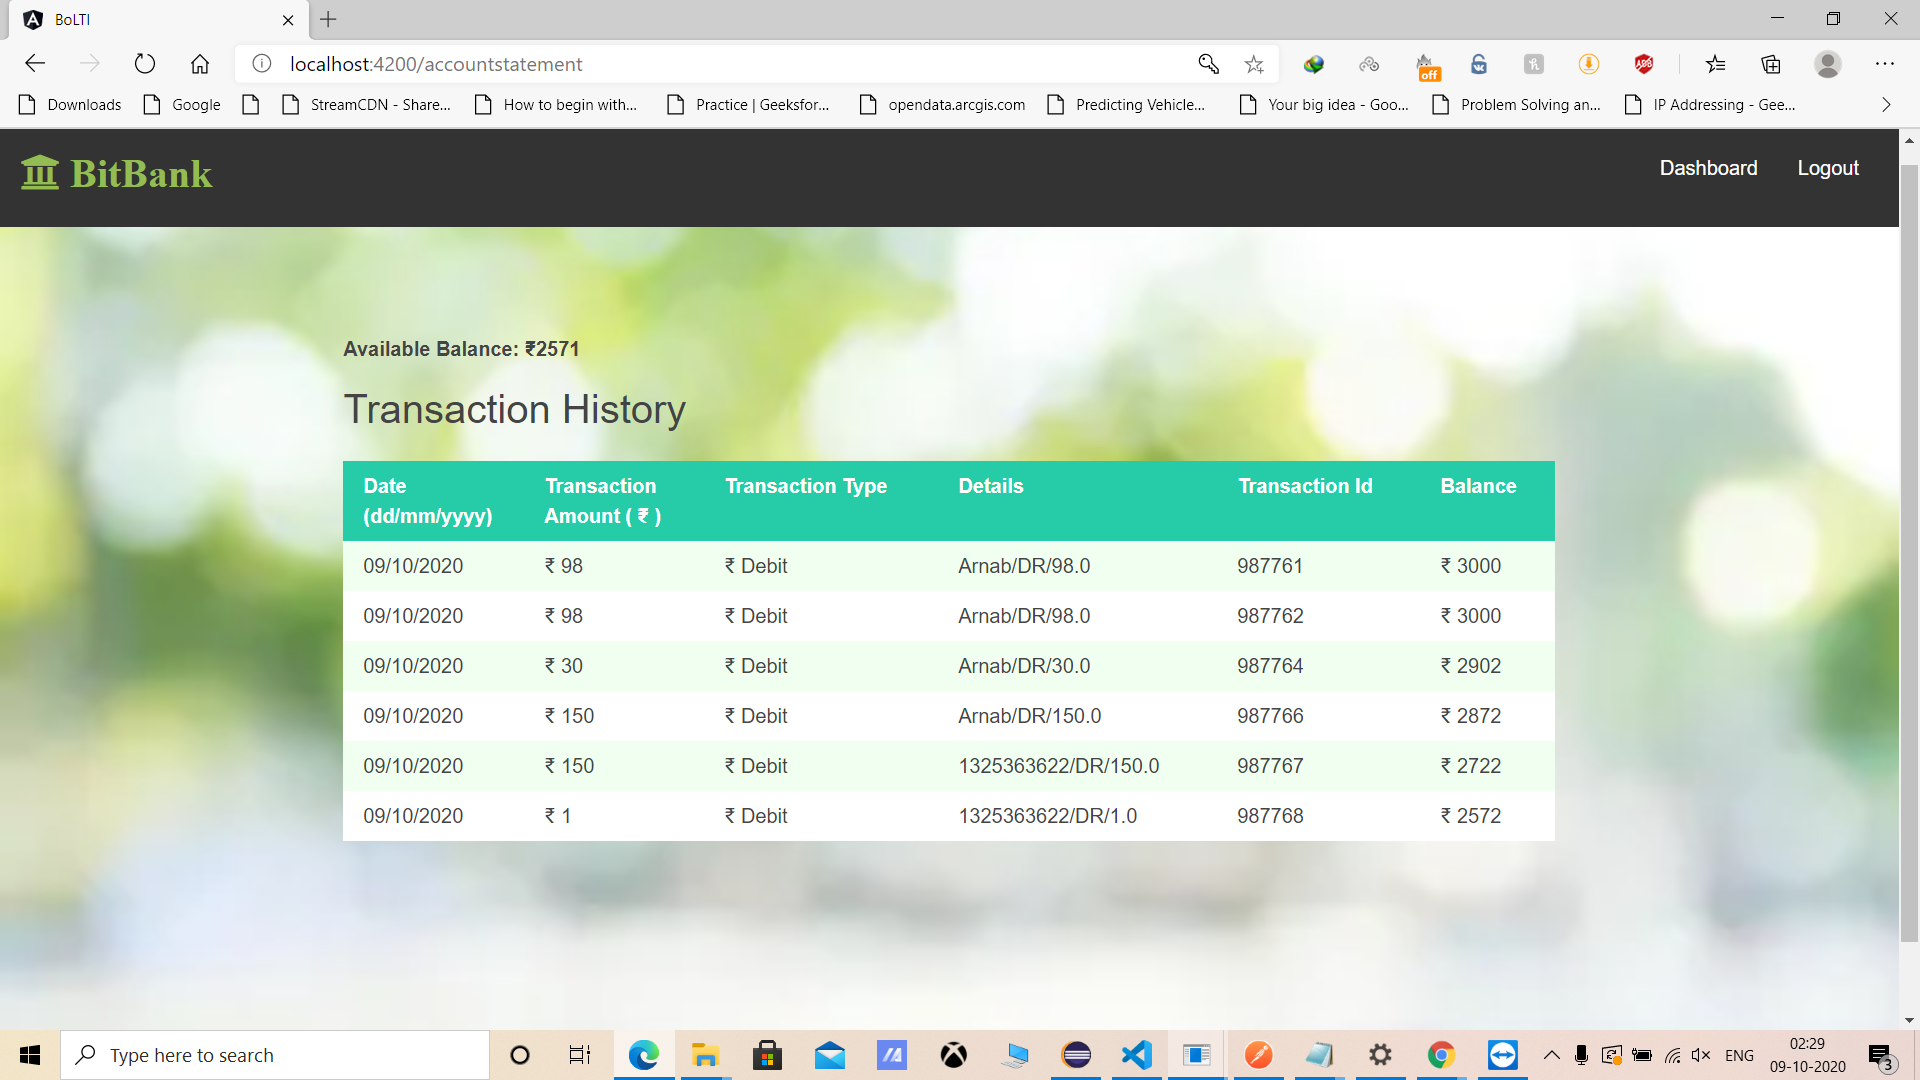 BoLTI
localhost:4200/accountstatement
off
ABP
Downloads Google StreamCDN - Share... How to begin with... Practice | Geeksfor... opendata.arcgis.com Predicting Vehicle... Your big idea - Goo... Problem Solving an... IP Addressing - Gee...
BitBank Dashboard Logout
Available Balance: ₹2571
Transaction History
Date Transaction Transaction Type Details Transaction Id Balance
(dd/mm/yyyy) Amount ( ₹ )
09/10/2020 ₹ 98 ₹ Debit Arnab/DR/98.0 987761 ₹ 3000
09/10/2020 ₹ 98 ₹ Debit Arnab/DR/98.0 987762 ₹ 3000
09/10/2020 ₹ 30 ₹ Debit Arnab/DR/30.0 987764 ₹ 2902
09/10/2020 ₹ 150 ₹ Debit Arnab/DR/150.0 987766 ₹ 2872
09/10/2020 ₹ 150 ₹ Debit 1325363622/DR/150.0 987767 ₹ 2722
09/10/2020 ₹ 1 ₹ Debit 1325363622/DR/1.0 987768 ₹ 2572
Type here to search
ENG
02:29
09-10-2020
3